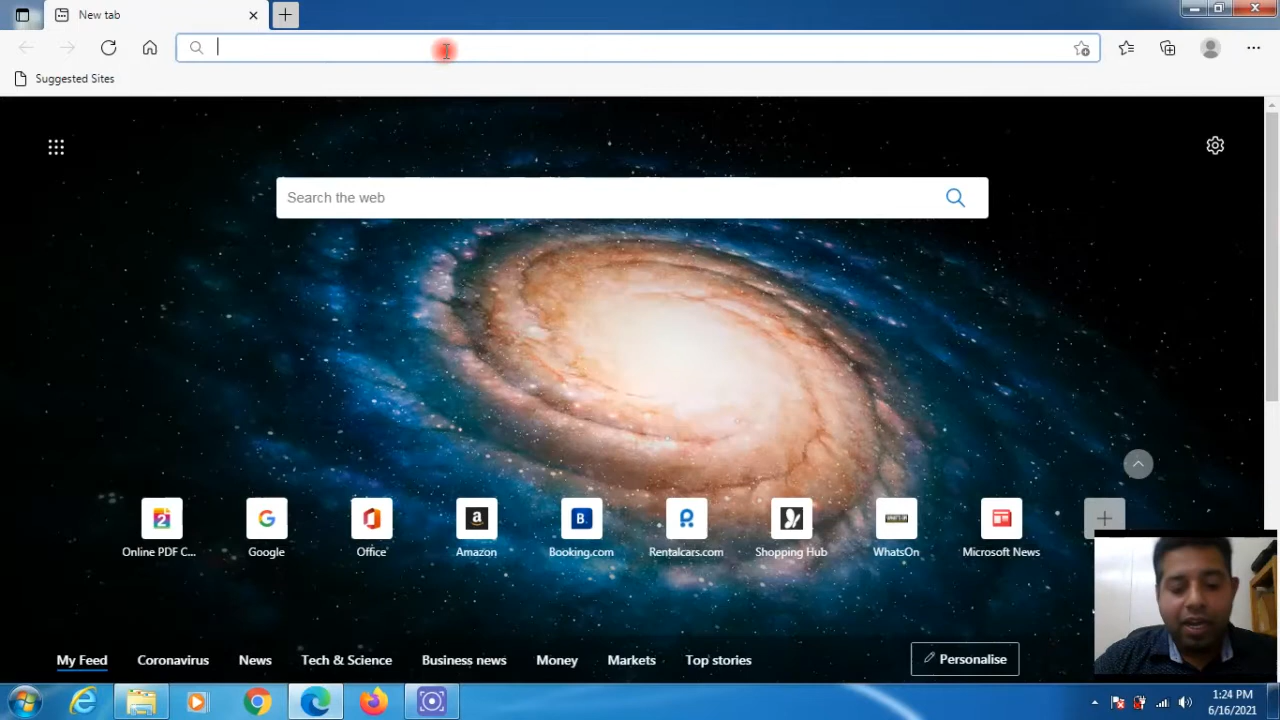 New tab
Suggested Sites
Search the web
Online PDF C...
Google
Office
Amazon
Booking.com
Rentalcars.com
Shopping Hub
WhatsOn
Microsoft News
My Feed
Coronavirus
News
Tech & Science
Business news
Money
Markets
Top stories
Personalise
1:24 PM
6/16/2021